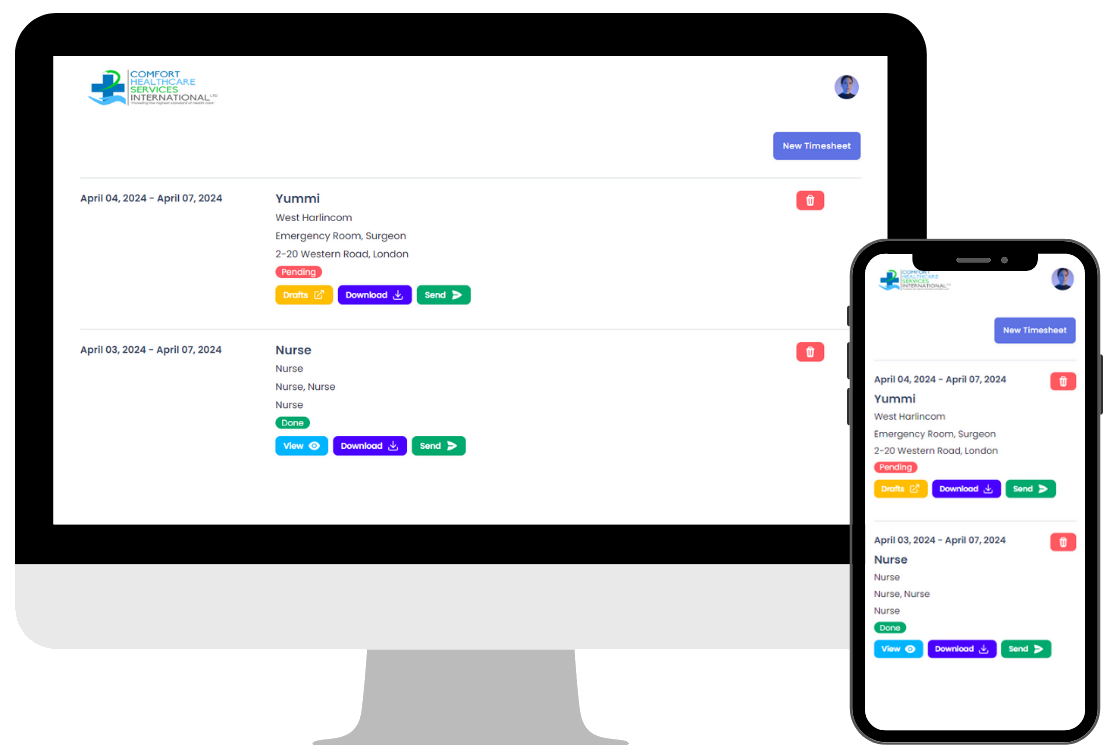 COMFORT
HEALTHCARE
SERVICES
INTERNATIONAL LTD
New Timesheet
April 04, 2024 - April 07, 2024
Yummi
West Harlincom
Emergency Room, Surgeon
2-20 Western Road, London
Pending
Drafts Download Send
April 03, 2024 - April 07, 2024
Nurse
Nurse
Nurse, Nurse
Nurse
Done
View Download Send
COMFORT
HEALTHCARE
SERVICES
INTERNATIONAL
New Timesheet
April 04, 2024 - April 07, 2024
Yummi
West Harlincom
Emergency Room, Surgeon
2-20 Western Road, London
Pending
Drafts Download Send
April 03, 2024 - April 07, 2024
Nurse
Nurse
Nurse, Nurse
Nurse
Done
View Download Send